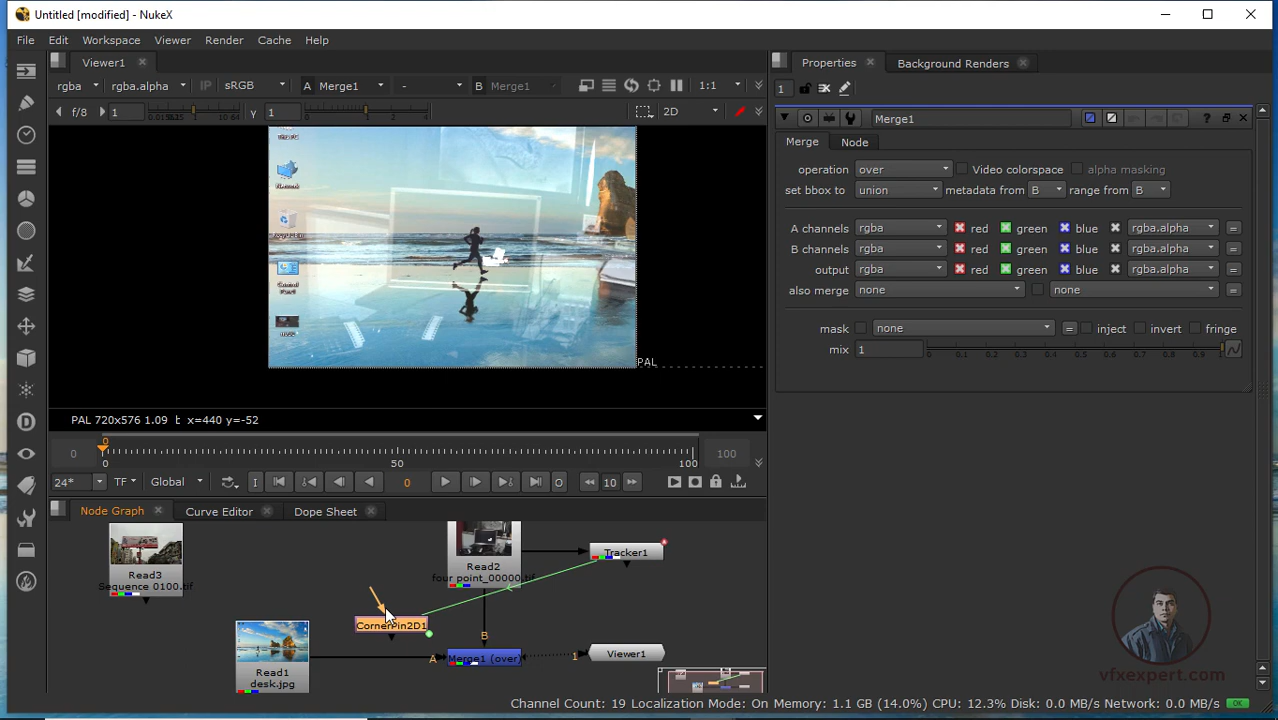 Untitled [modified] - NukeX
File Edit Workspace Viewer Render Cache Help
Viewer1
Properties
Background Renders
rgba rgba.alpha IP sRGB A Merge1 - B Merge1 1:1
f/8 1 γ 1 2D
1
Merge1
Merge Node
operation over Video colorspace alpha masking
set bbox to union metadata from B range from B
A channels rgba red green blue rgba.alpha =
B channels rgba red green blue rgba.alpha =
output rgba red green blue rgba.alpha =
also merge none none =
mask none = inject invert fringe
mix 1 0 0.1 0.2 0.3 0.4 0.5 0.6 0.7 0.8 0.9
Network
Control
Panel
PAL
PAL 720x576 1.09 b x=440 y=-52
0
0 0 50 100 100
24* TF Global I 0 O 10
Node Graph Curve Editor Dope Sheet
Read3
Sequence 0100.tif
Read2
four point_00000.tif
Tracker1
CornerPin2D1
B
A Merge1 (over) 1 Viewer1
Read1
desk.jpg
vfxexpert.com
Channel Count: 19 Localization Mode: On Memory: 1.1 GB (14.0%) CPU: 12.3% Disk: 0.0 MB/s Network: 0.0 MB/s OK